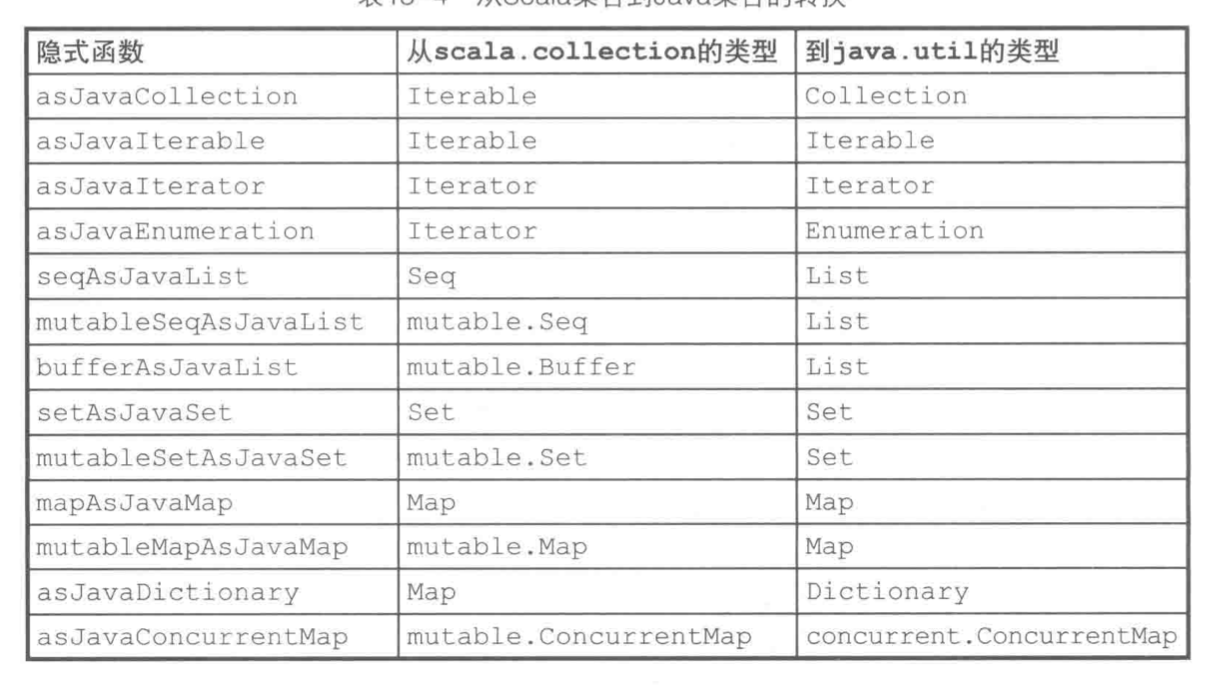 表13-4 从Scala集合到Java集合的转换
隐式函数 从scala.collection的类型 到java.util的类型
asJavaCollection Iterable Collection
asJavaIterable Iterable Iterable
asJavaIterator Iterator Iterator
asJavaEnumeration Iterator Enumeration
seqAsJavaList Seq List
mutableSeqAsJavaList mutable.Seq List
bufferAsJavaList mutable.Buffer List
setAsJavaSet Set Set
mutableSetAsJavaSet mutable.Set Set
mapAsJavaMap Map Map
mutableMapAsJavaMap mutable.Map Map
asJavaDictionary Map Dictionary
asJavaConcurrentMap mutable.ConcurrentMap concurrent.ConcurrentMap